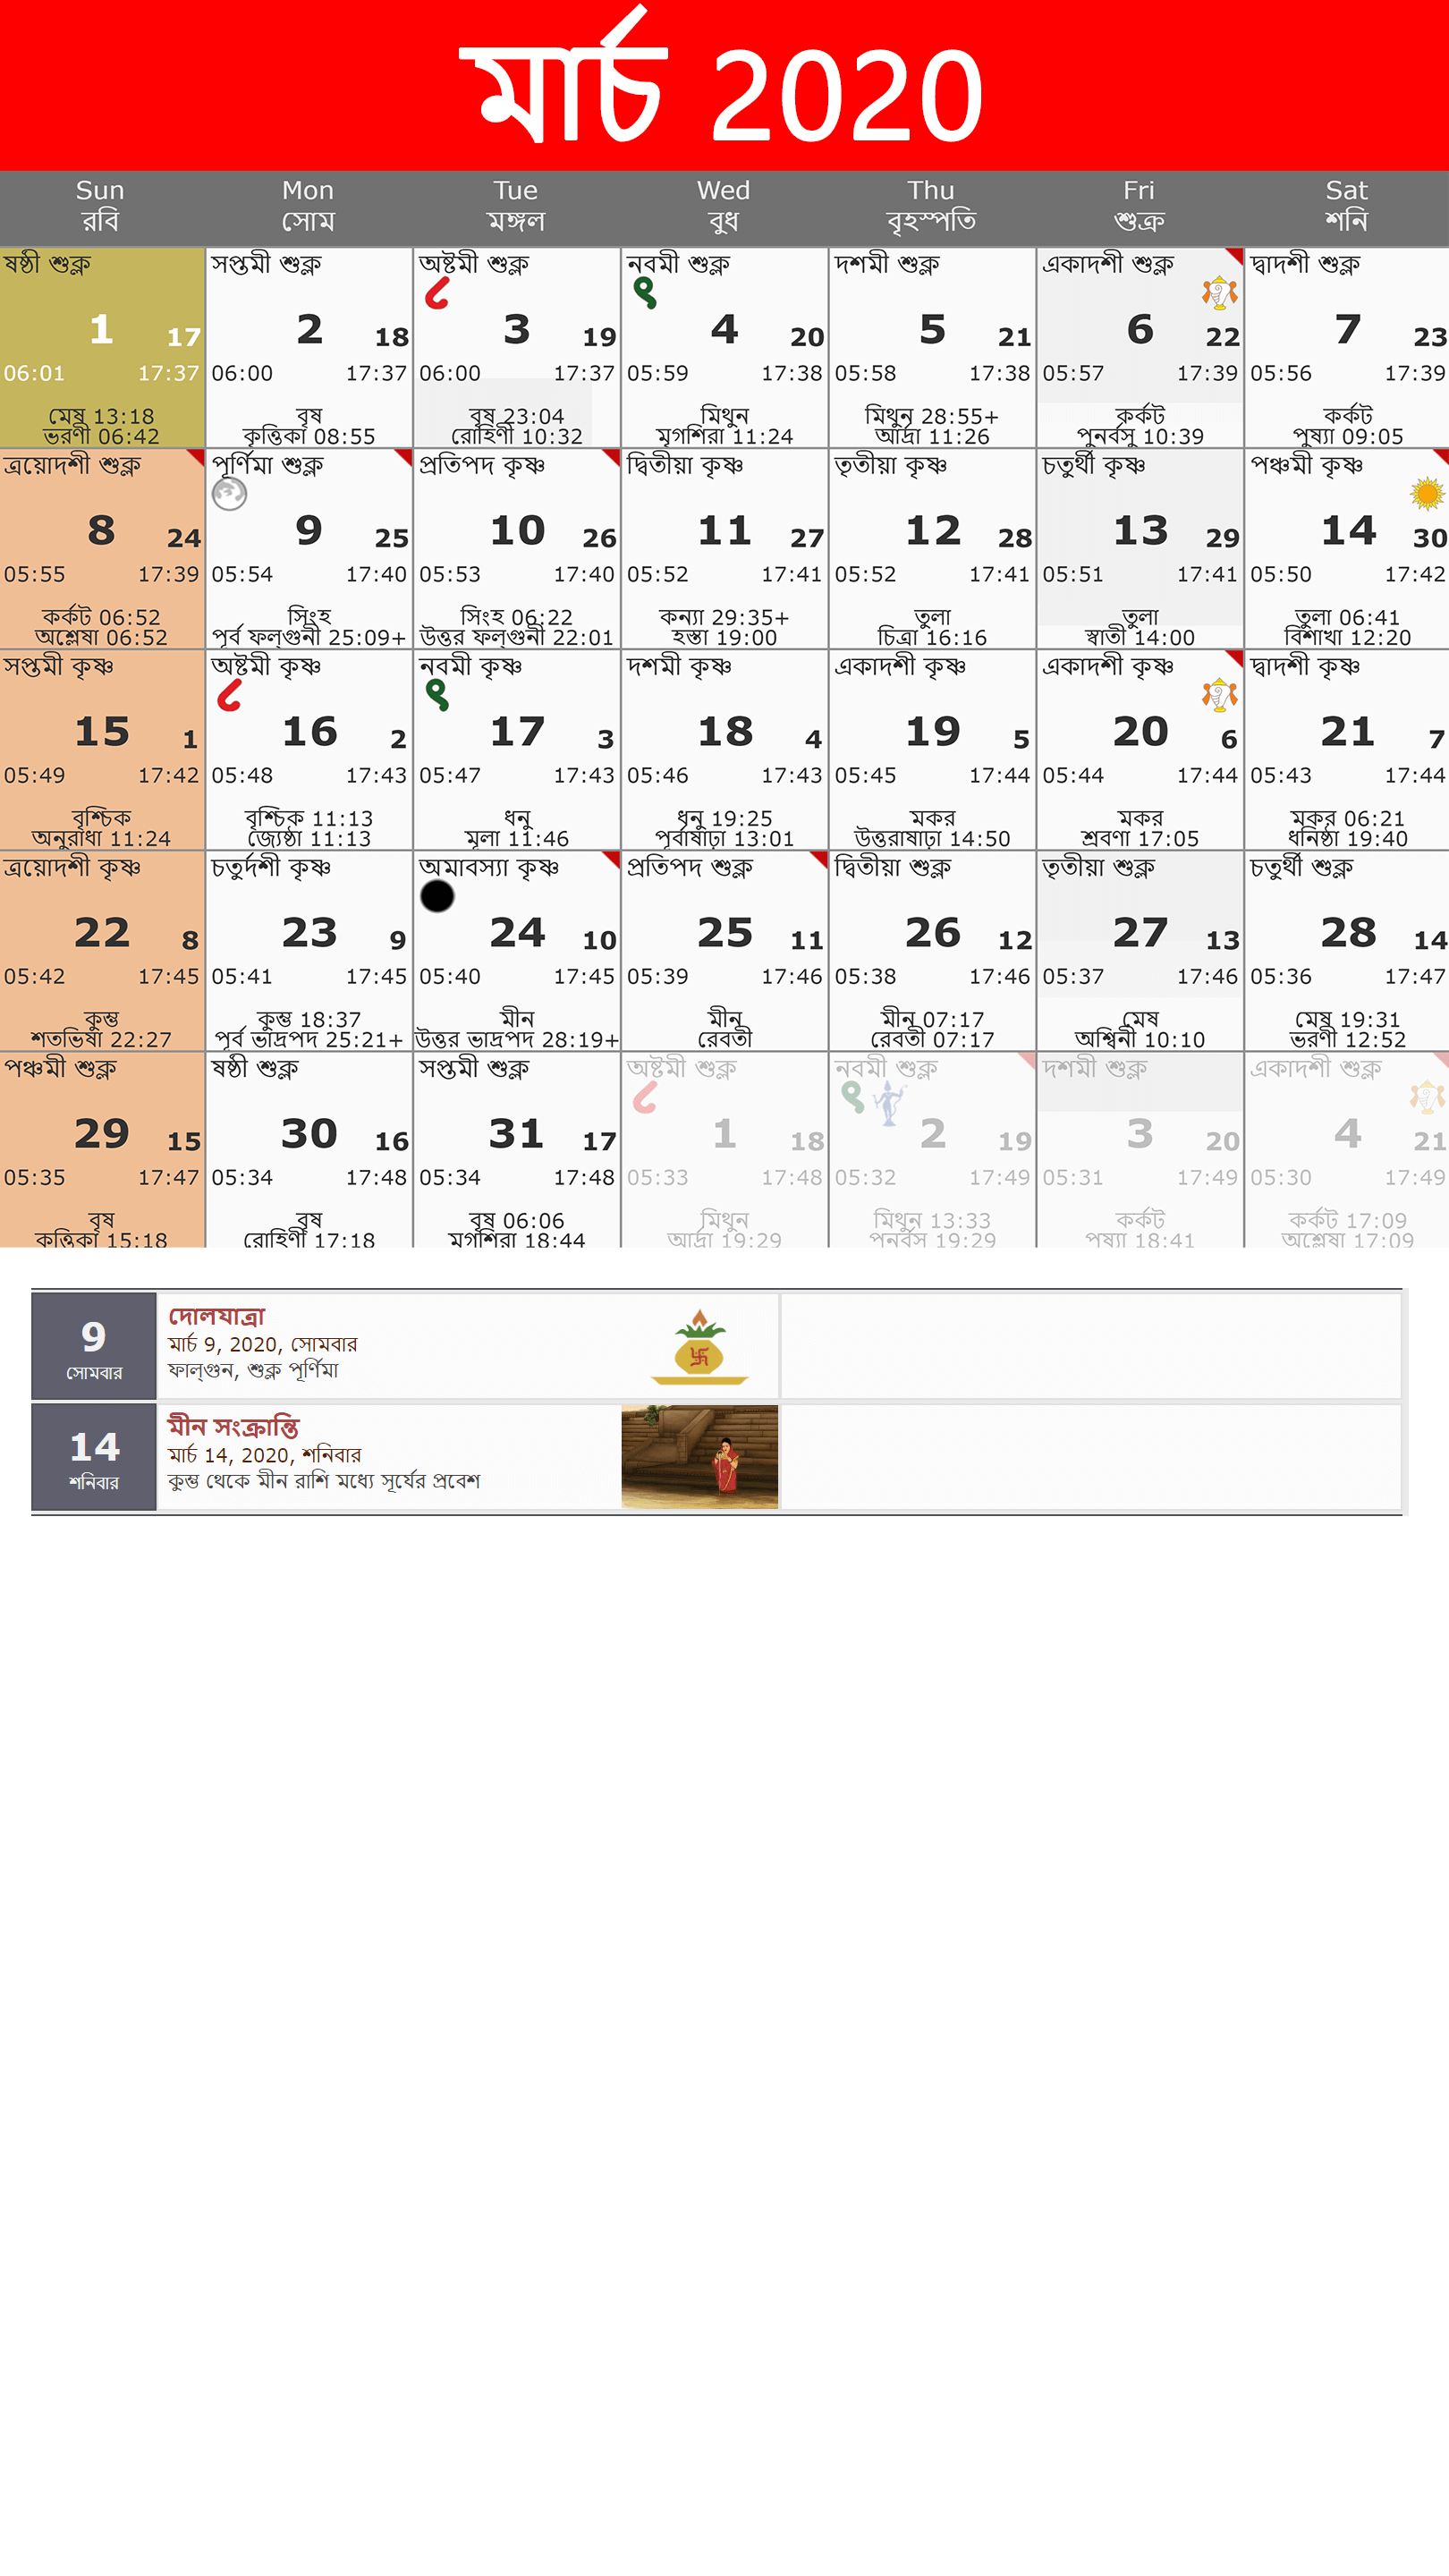 মার্চ 2020
Sun Mon Tue Wed Thu Fri Sat
রবি সোম মঙ্গল বুধ বৃহস্পতি শুক্র শনি
ষষ্ঠী শুক্ল সপ্তমী শুক্ল অষ্টমী শুক্ল নবমী শুক্ল দশমী শুক্ল একাদশী শুক্ল দ্বাদশী শুক্ল
৮ ৯
1 17 2 18 3 19 4 20 5 21 6 22 7 23
06:01 17:37 06:00 17:37 06:00 17:37 05:59 17:38 05:58 17:38 05:57 17:39 05:56 17:39
মেষ 13:18 বৃষ বৃষ 23:04 মিথুন মিথুন 28:55+ কর্কট কর্কট
ভরণী 06:42 কৃত্তিকা 08:55 রোহিণী 10:32 মৃগশিরা 11:24 আর্দ্রা 11:26 পুনর্বসু 10:39 পুষ্যা 09:05
ত্রয়োদশী শুক্ল পূর্ণিমা শুক্ল প্রতিপদ কৃষ্ণ দ্বিতীয়া কৃষ্ণ তৃতীয়া কৃষ্ণ চতুর্থী কৃষ্ণ পঞ্চমী কৃষ্ণ
8 24 9 25 10 26 11 27 12 28 13 29 14 30
05:55 17:39 05:54 17:40 05:53 17:40 05:52 17:41 05:52 17:41 05:51 17:41 05:50 17:42
কর্কট 06:52 সিংহ সিংহ 06:22 কন্যা 29:35+ তুলা তুলা তুলা 06:41
অশ্লেষা 06:52 পূর্ব ফল্গুনী 25:09+ উত্তর ফল্গুনী 22:01 হস্তা 19:00 চিত্রা 16:16 স্বাতী 14:00 বিশাখা 12:20
সপ্তমী কৃষ্ণ অষ্টমী কৃষ্ণ নবমী কৃষ্ণ দশমী কৃষ্ণ একাদশী কৃষ্ণ একাদশী কৃষ্ণ দ্বাদশী কৃষ্ণ
৮ ৯
15 1 16 2 17 3 18 4 19 5 20 6 21 7
05:49 17:42 05:48 17:43 05:47 17:43 05:46 17:43 05:45 17:44 05:44 17:44 05:43 17:44
বৃশ্চিক বৃশ্চিক 11:13 ধনু ধনু 19:25 মকর মকর মকর 06:21
অনুরাধা 11:24 জ্যেষ্ঠা 11:13 মূলা 11:46 পূর্বাষাঢ়া 13:01 উত্তরাষাঢ়া 14:50 শ্রবণা 17:05 ধনিষ্ঠা 19:40
ত্রয়োদশী কৃষ্ণ চতুর্দশী কৃষ্ণ অমাবস্যা কৃষ্ণ প্রতিপদ শুক্ল দ্বিতীয়া শুক্ল তৃতীয়া শুক্ল চতুর্থী শুক্ল
22 8 23 9 24 10 25 11 26 12 27 13 28 14
05:42 17:45 05:41 17:45 05:40 17:45 05:39 17:46 05:38 17:46 05:37 17:46 05:36 17:47
কুম্ভ কুম্ভ 18:37 মীন মীন মীন 07:17 মেষ মেষ 19:31
শতভিষা 22:27 পূর্ব ভাদ্রপদ 25:21+ উত্তর ভাদ্রপদ 28:19+ রেবতী রেবতী 07:17 অশ্বিনী 10:10 ভরণী 12:52
পঞ্চমী শুক্ল ষষ্ঠী শুক্ল সপ্তমী শুক্ল অষ্টমী শুক্ল নবমী শুক্ল দশমী শুক্ল একাদশী শুক্ল
৮ ৯
29 15 30 16 31 17 1 18 2 19 3 20 4 21
05:35 17:47 05:34 17:48 05:34 17:48 05:33 17:48 05:32 17:49 05:31 17:49 05:30 17:49
বৃষ বৃষ বৃষ 06:06 মিথুন মিথুন 13:33 কর্কট কর্কট 17:09
কৃত্তিকা 15:18 রোহিণী 17:18 মৃগশিরা 18:44 আর্দ্রা 19:29 পুনর্বসু 19:29 পুষ্যা 18:41 অশ্লেষা 17:09
9
সোমবার
দোলযাত্রা
মার্চ 9, 2020, সোমবার
ফাল্গুন, শুক্ল পূর্ণিমা
14
শনিবার
মীন সংক্রান্তি
মার্চ 14, 2020, শনিবার
কুম্ভ থেকে মীন রাশি মধ্যে সূর্যের প্রবেশ